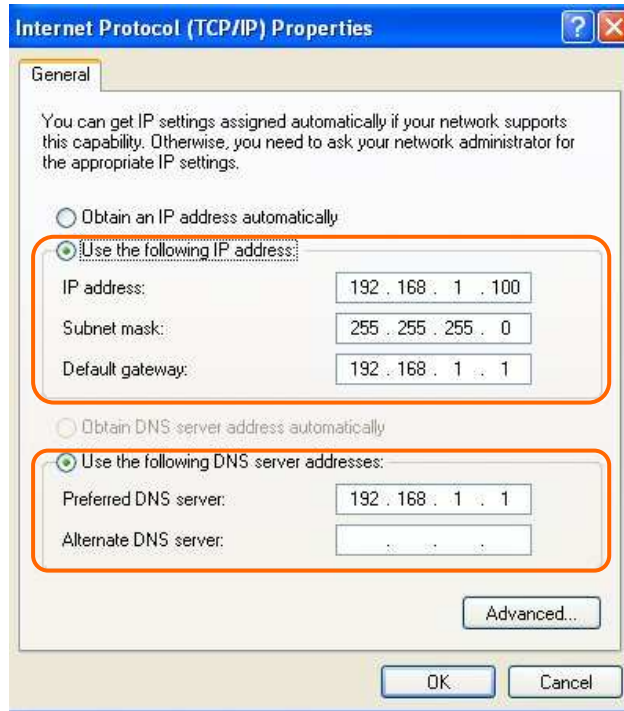 Internet Protocol (TCP/IP) Properties
General
You can get IP settings assigned automatically if your network supports
this capability. Otherwise, you need to ask your network administrator for
the appropriate IP settings.
Obtain an IP address automatically
Use the following IP address:
IP address: 192 . 168 . 1 . 100
Subnet mask: 255 . 255 . 255 . 0
Default gateway: 192 . 168 . 1 . 1
Obtain DNS server address automatically
Use the following DNS server addresses:
Preferred DNS server: 192 . 168 . 1 . 1
Alternate DNS server: . . .
Advanced...
OK Cancel